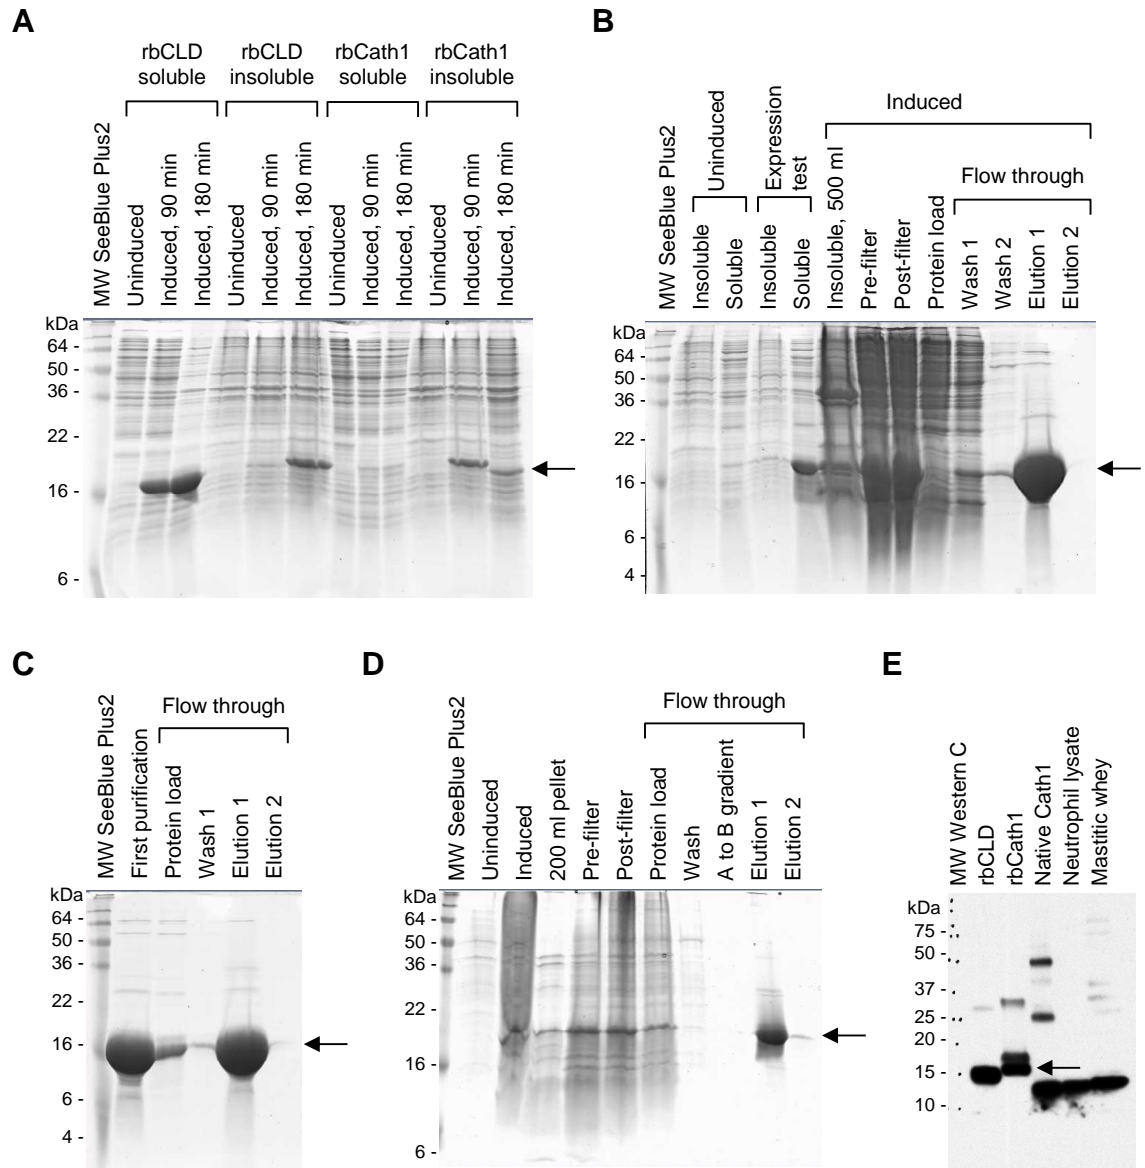 A
rbCLD
soluble
rbCLD
insoluble
rbCath1
soluble
rbCath1
insoluble
MW SeeBlue Plus2
Uninduced
Induced, 90 min
Induced, 180 min
Uninduced
Induced, 90 min
Induced, 180 min
Uninduced
Induced, 90 min
Induced, 180 min
Uninduced
Induced, 90 min
Induced, 180 min
kDa
64 -
50 -
36 -
22 -
16 -
6 -
B
Induced
Uninduced
Expression
test
Flow through
MW SeeBlue Plus2
Insoluble
Soluble
Insoluble
Soluble
Insoluble, 500 ml
Pre-filter
Post-filter
Protein load
Wash 1
Wash 2
Elution 1
Elution 2
kDa
64 -
50 -
36 -
22 -
16 -
6 -
4 -
C
Flow through
MW SeeBlue Plus2
First purification
Protein load
Wash 1
Elution 1
Elution 2
kDa
64 -
50 -
36 -
22 -
16 -
6 -
4 -
D
Flow through
MW SeeBlue Plus2
Uninduced
Induced
200 ml pellet
Pre-filter
Post-filter
Protein load
Wash
A to B gradient
Elution 1
Elution 2
kDa
64 -
50 -
36 -
22 -
16 -
6 -
E
MW Western C
rbCLD
rbCath1
Native Cath1
Neutrophil lysate
Mastitic whey
kDa
75 -
50 -
37 -
25 -
20 -
15 -
10 -